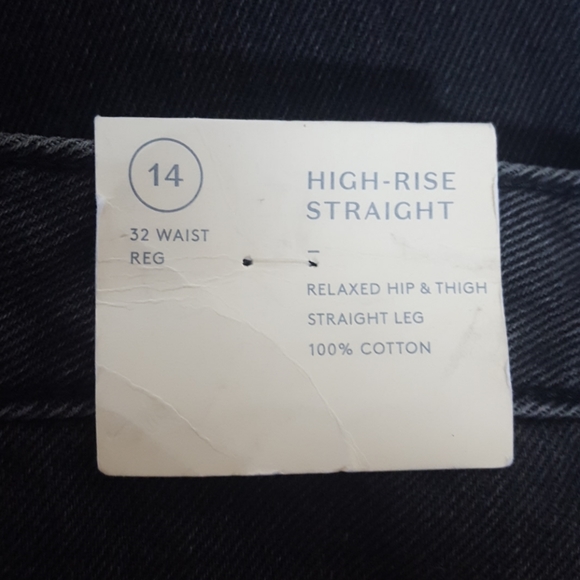 14
32 WAIST
REG
HIGH-RISE
STRAIGHT
—
RELAXED HIP & THIGH
STRAIGHT LEG
100% COTTON